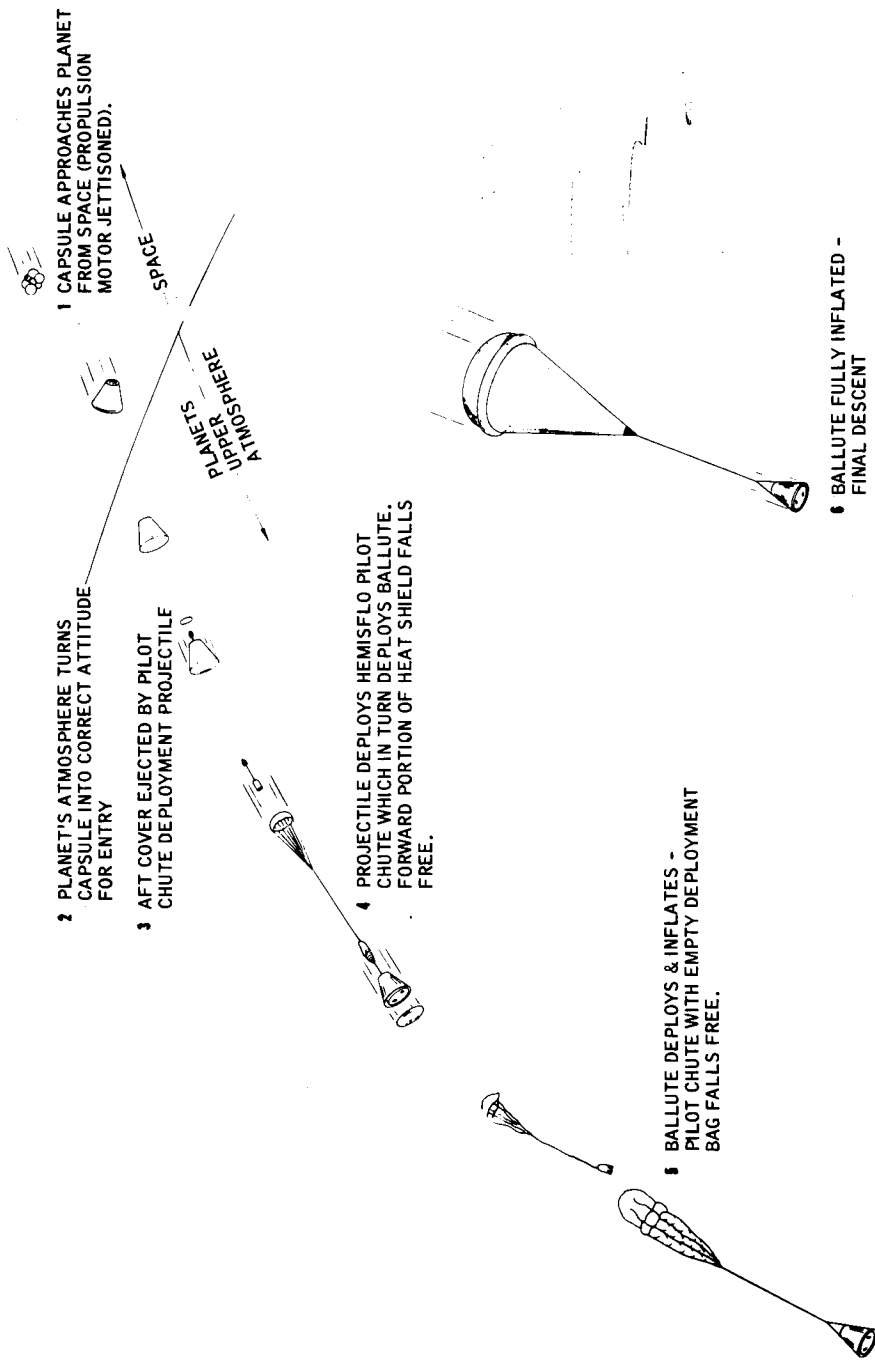 1 CAPSULE APPROACHES PLANET
FROM SPACE (PROPULSION
MOTOR JETTISONED).
SPACE
PLANETS
UPPER
ATMOSPHERE
2 PLANET'S ATMOSPHERE TURNS
CAPSULE INTO CORRECT ATTITUDE
FOR ENTRY
3 AFT COVER EJECTED BY PILOT
CHUTE DEPLOYMENT PROJECTILE
4 PROJECTILE DEPLOYS HEMISFLO PILOT
CHUTE WHICH IN TURN DEPLOYS BALLUTE.
FORWARD PORTION OF HEAT SHIELD FALLS
FREE.
5 BALLUTE DEPLOYS & INFLATES -
PILOT CHUTE WITH EMPTY DEPLOYMENT
BAG FALLS FREE.
6 BALLUTE FULLY INFLATED -
FINAL DESCENT